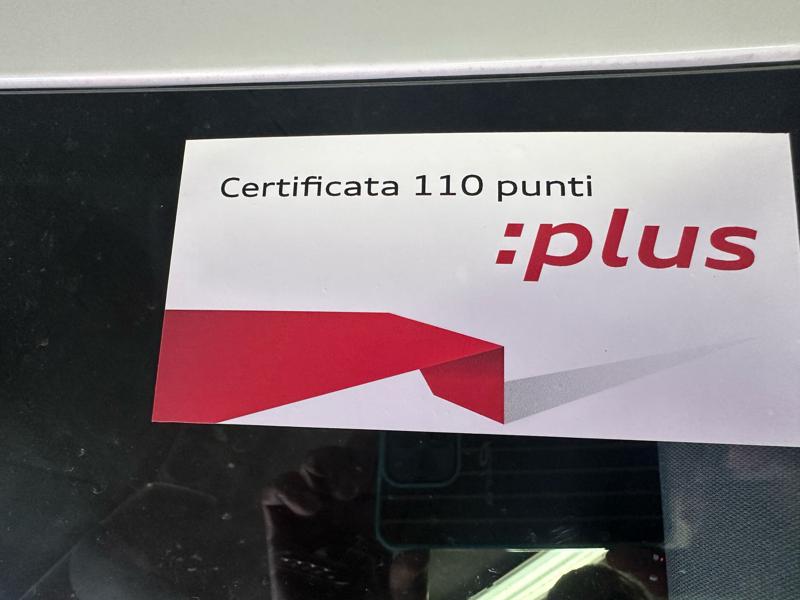 Certificata 110 punti
:plus